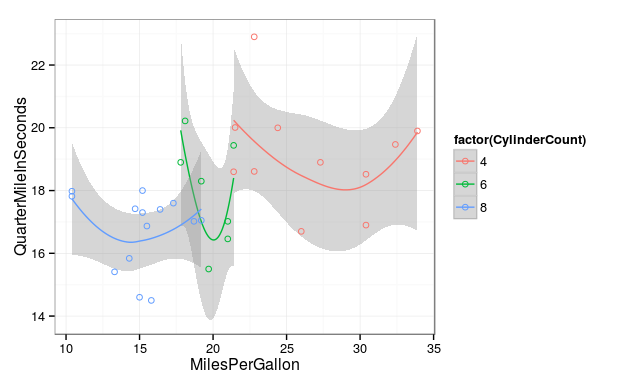 QuarterMileInSeconds
22
20
18
16
14
10 15 20 25 30 35
MilesPerGallon
factor(CylinderCount)
4
6
8